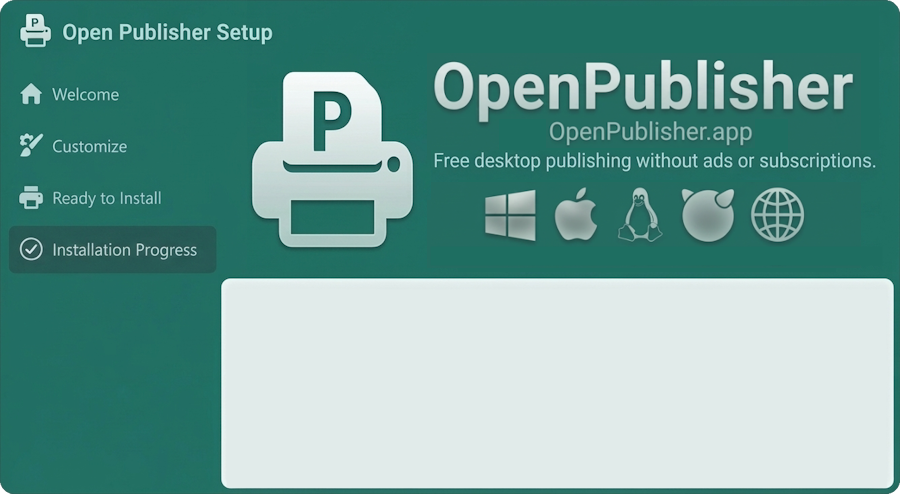 P
Open Publisher Setup
Welcome
Customize
Ready to Install
Installation Progress
P
OpenPublisher
OpenPublisher.app
Free desktop publishing without ads or subscriptions.